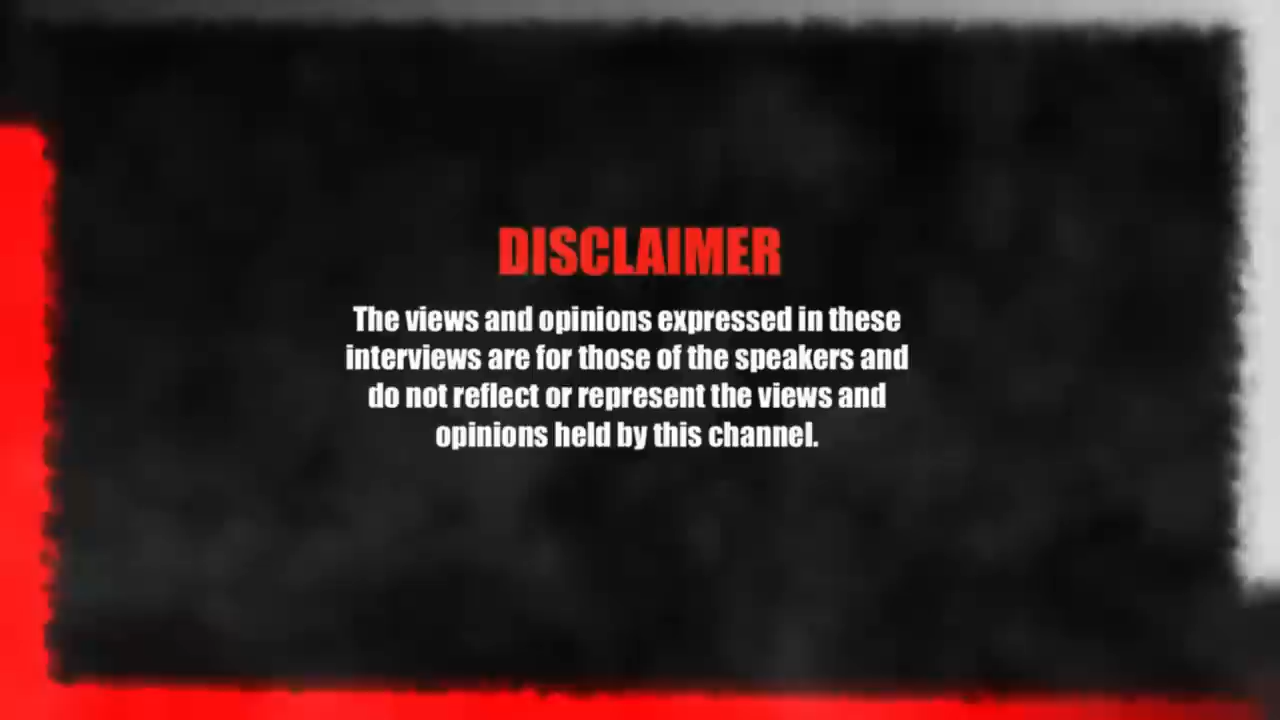 DISCLAIMER
The views and opinions expressed in these
interviews are for those of the speakers and
do not reflect or represent the views and
opinions held by this channel.